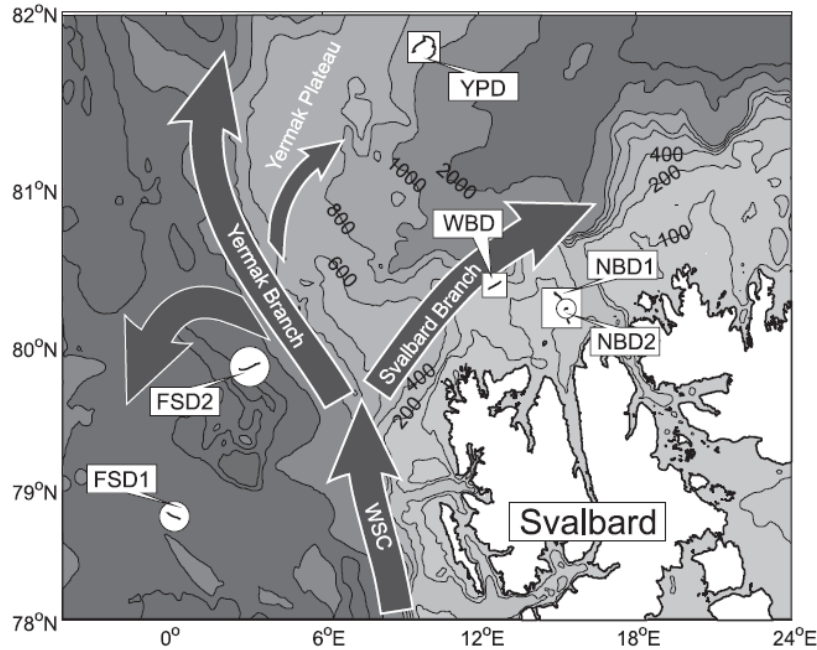 82°N
Yermak Plateau
YPD
81°N
1000
2000
400
200
800
WBD
100
600
NBD1
Yermak Branch
Svalbard Branch
80°N
NBD2
400
200
FSD2
79°N
FSD1
WSC
Svalbard
78°N
0°
6°E
12°E
18°E
24°E